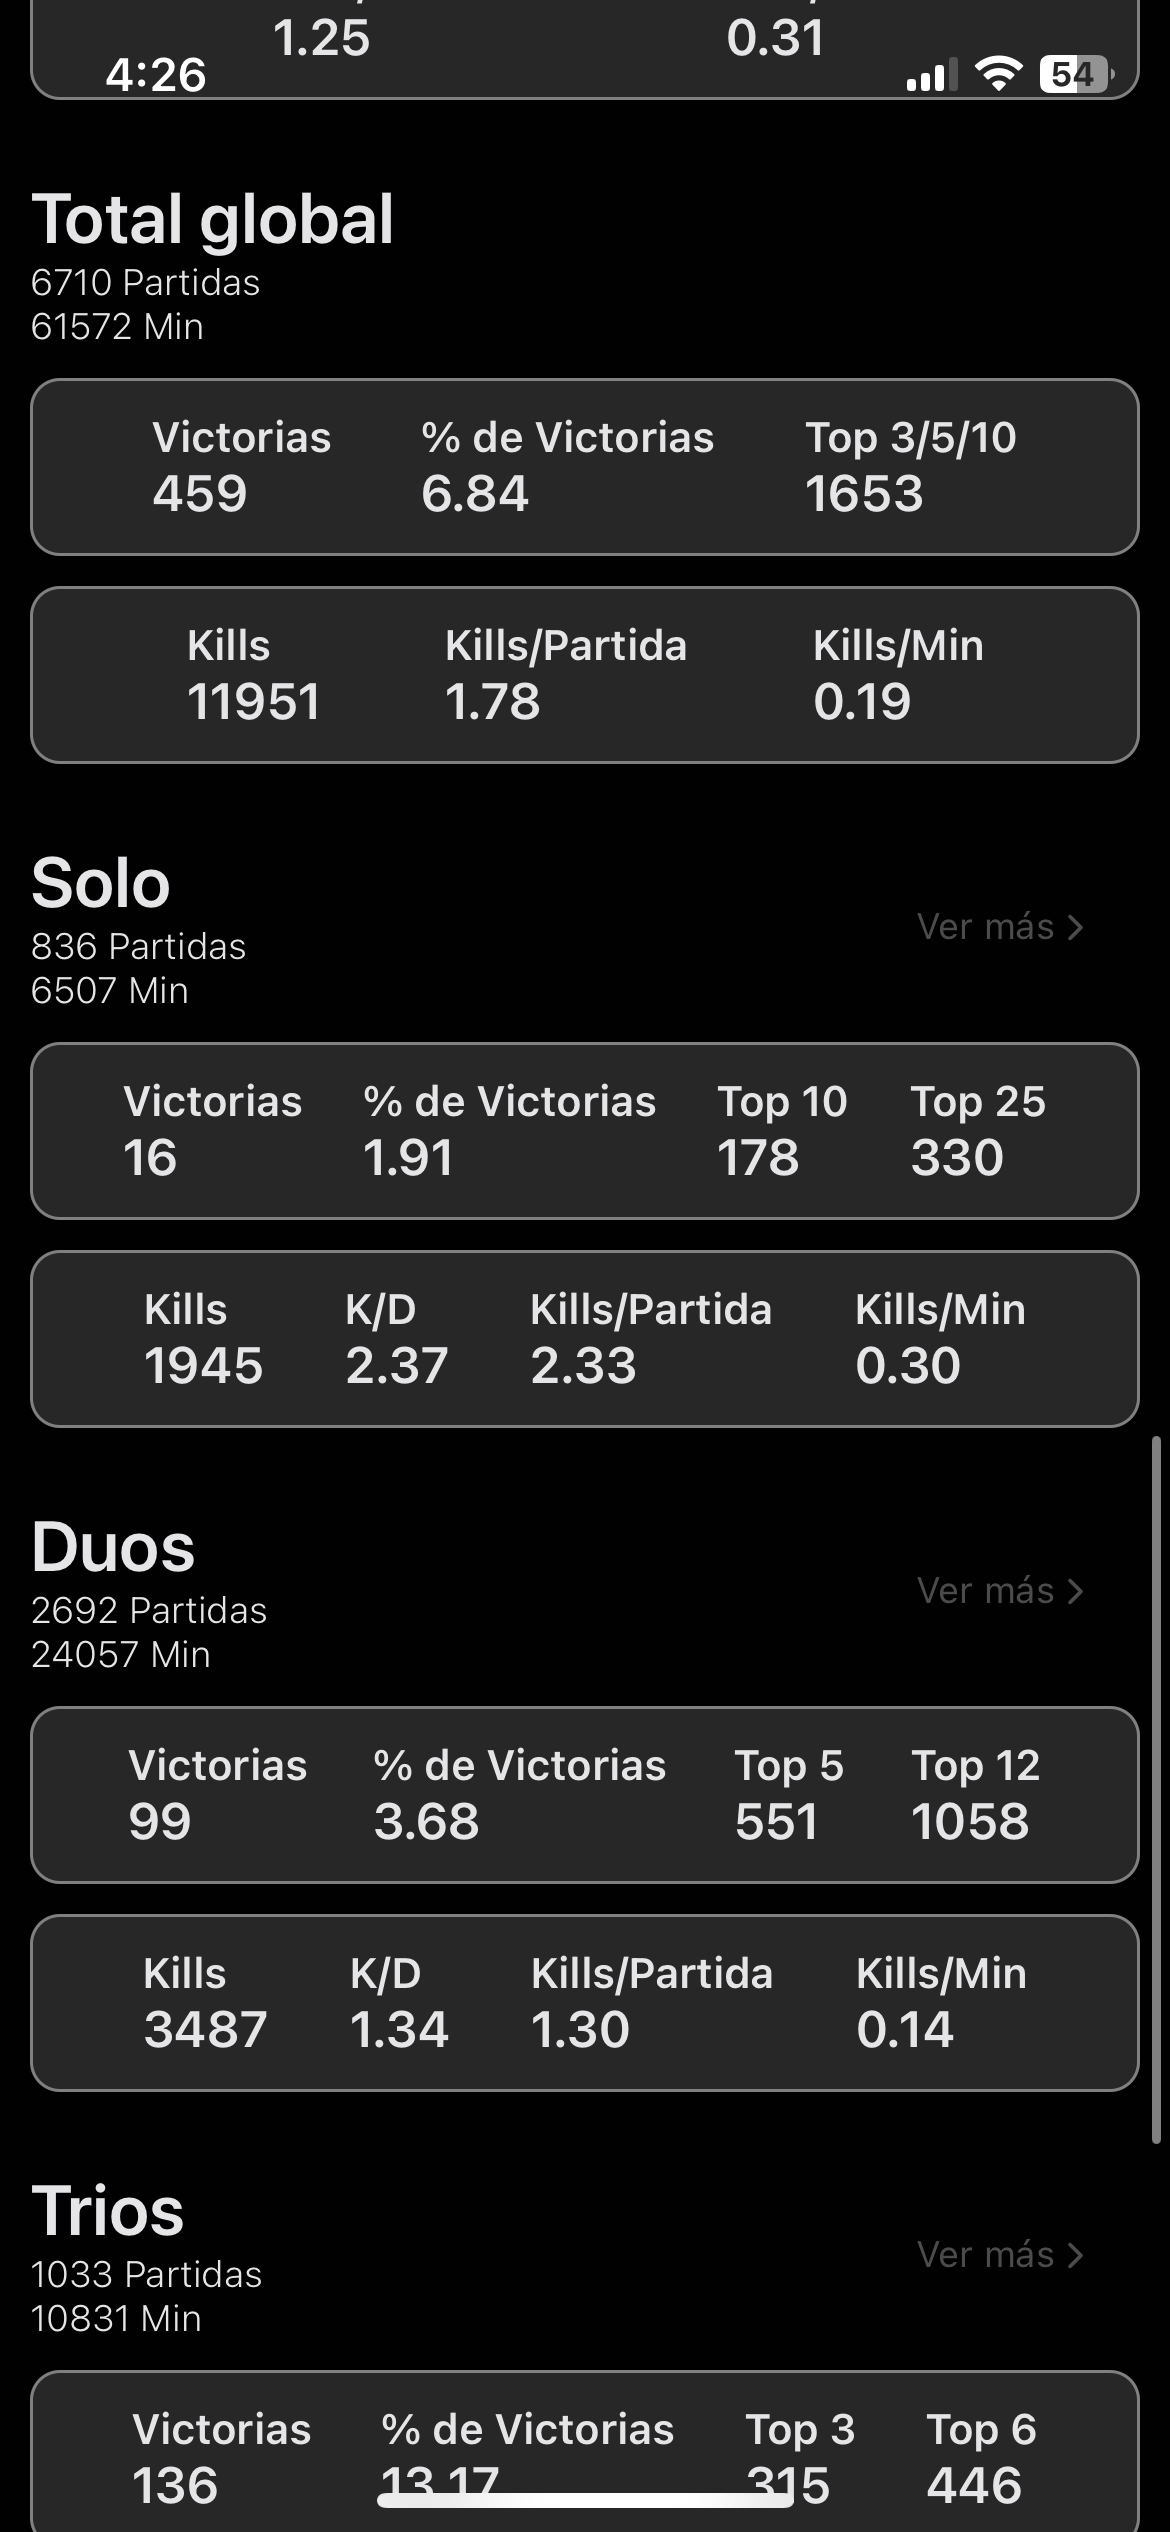 1.25 0.31
4:26 54
Total global
6710 Partidas
61572 Min
Victorias % de Victorias Top 3/5/10
459 6.84 1653
Kills Kills/Partida Kills/Min
11951 1.78 0.19
Solo
836 Partidas
Ver más
6507 Min
Victorias % de Victorias Top 10 Top 25
16 1.91 178 330
Kills K/D Kills/Partida Kills/Min
1945 2.37 2.33 0.30
Duos
2692 Partidas
Ver más
24057 Min
Victorias % de Victorias Top 5 Top 12
99 3.68 551 1058
Kills K/D Kills/Partida Kills/Min
3487 1.34 1.30 0.14
Trios
1033 Partidas
Ver más
10831 Min
Victorias % de Victorias Top 3 Top 6
136 13.17 315 446